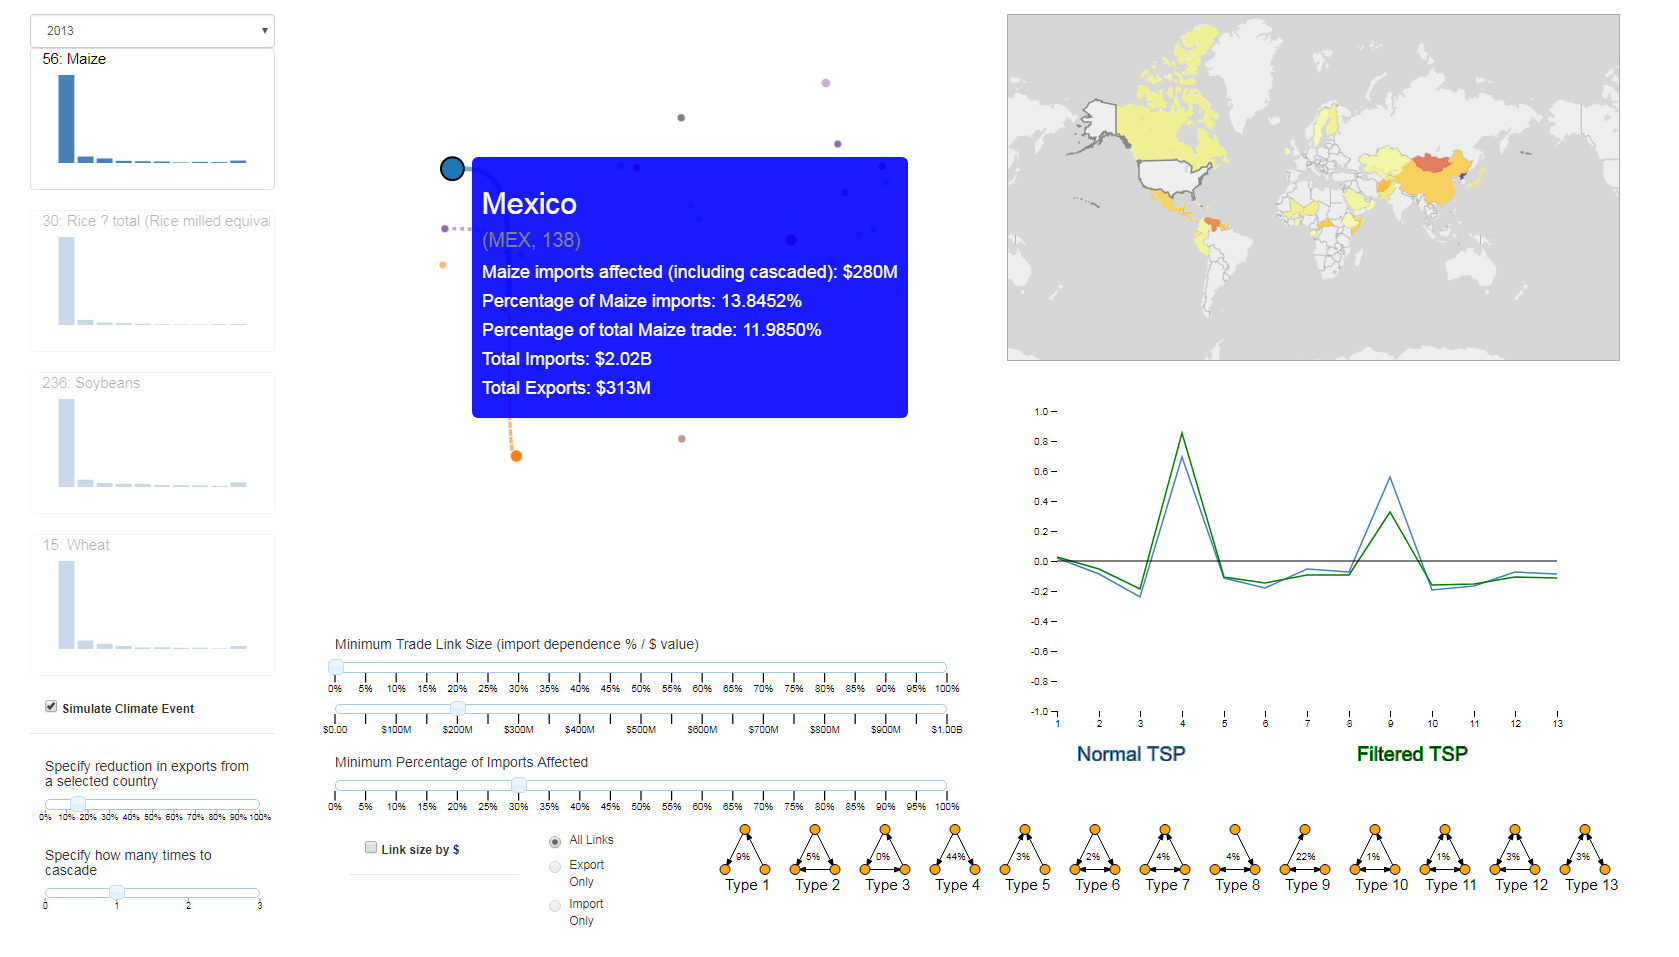 2013
56: Maize
30: Rice ? total (Rice milled equival
236: Soybeans
15: Wheat
Simulate Climate Event
Specify reduction in exports from
a selected country
0% 10% 20% 30% 40% 50% 60% 70% 80% 90% 100%
Specify how many times to
cascade
0 1 2 3
Mexico
(MEX, 138)
Maize imports affected (including cascaded): $280M
Percentage of Maize imports: 13.8452%
Percentage of total Maize trade: 11.9850%
Total Imports: $2.02B
Total Exports: $313M
Minimum Trade Link Size (import dependence % / $ value)
0% 5% 10% 15% 20% 25% 30% 35% 40% 45% 50% 55% 60% 65% 70% 75% 80% 85% 90% 95% 100%
$0.00 $100M $200M $300M $400M $500M $600M $700M $800M $900M $1.00B
Minimum Percentage of Imports Affected
0% 5% 10% 15% 20% 25% 30% 35% 40% 45% 50% 55% 60% 65% 70% 75% 80% 85% 90% 95% 100%
Link size by $
All Links
Export
Only
Import
Only
1.0
0.8
0.6
0.4
0.2
0.0
-0.2
-0.4
-0.6
-0.8
-1.0
1 2 3 4 5 6 7 8 9 10 11 12 13
Normal TSP
Filtered TSP
9% 5% 0% 44% 3% 2% 4% 4% 22% 1% 1% 3% 3%
Type 1 Type 2 Type 3 Type 4 Type 5 Type 6 Type 7 Type 8 Type 9 Type 10 Type 11 Type 12 Type 13